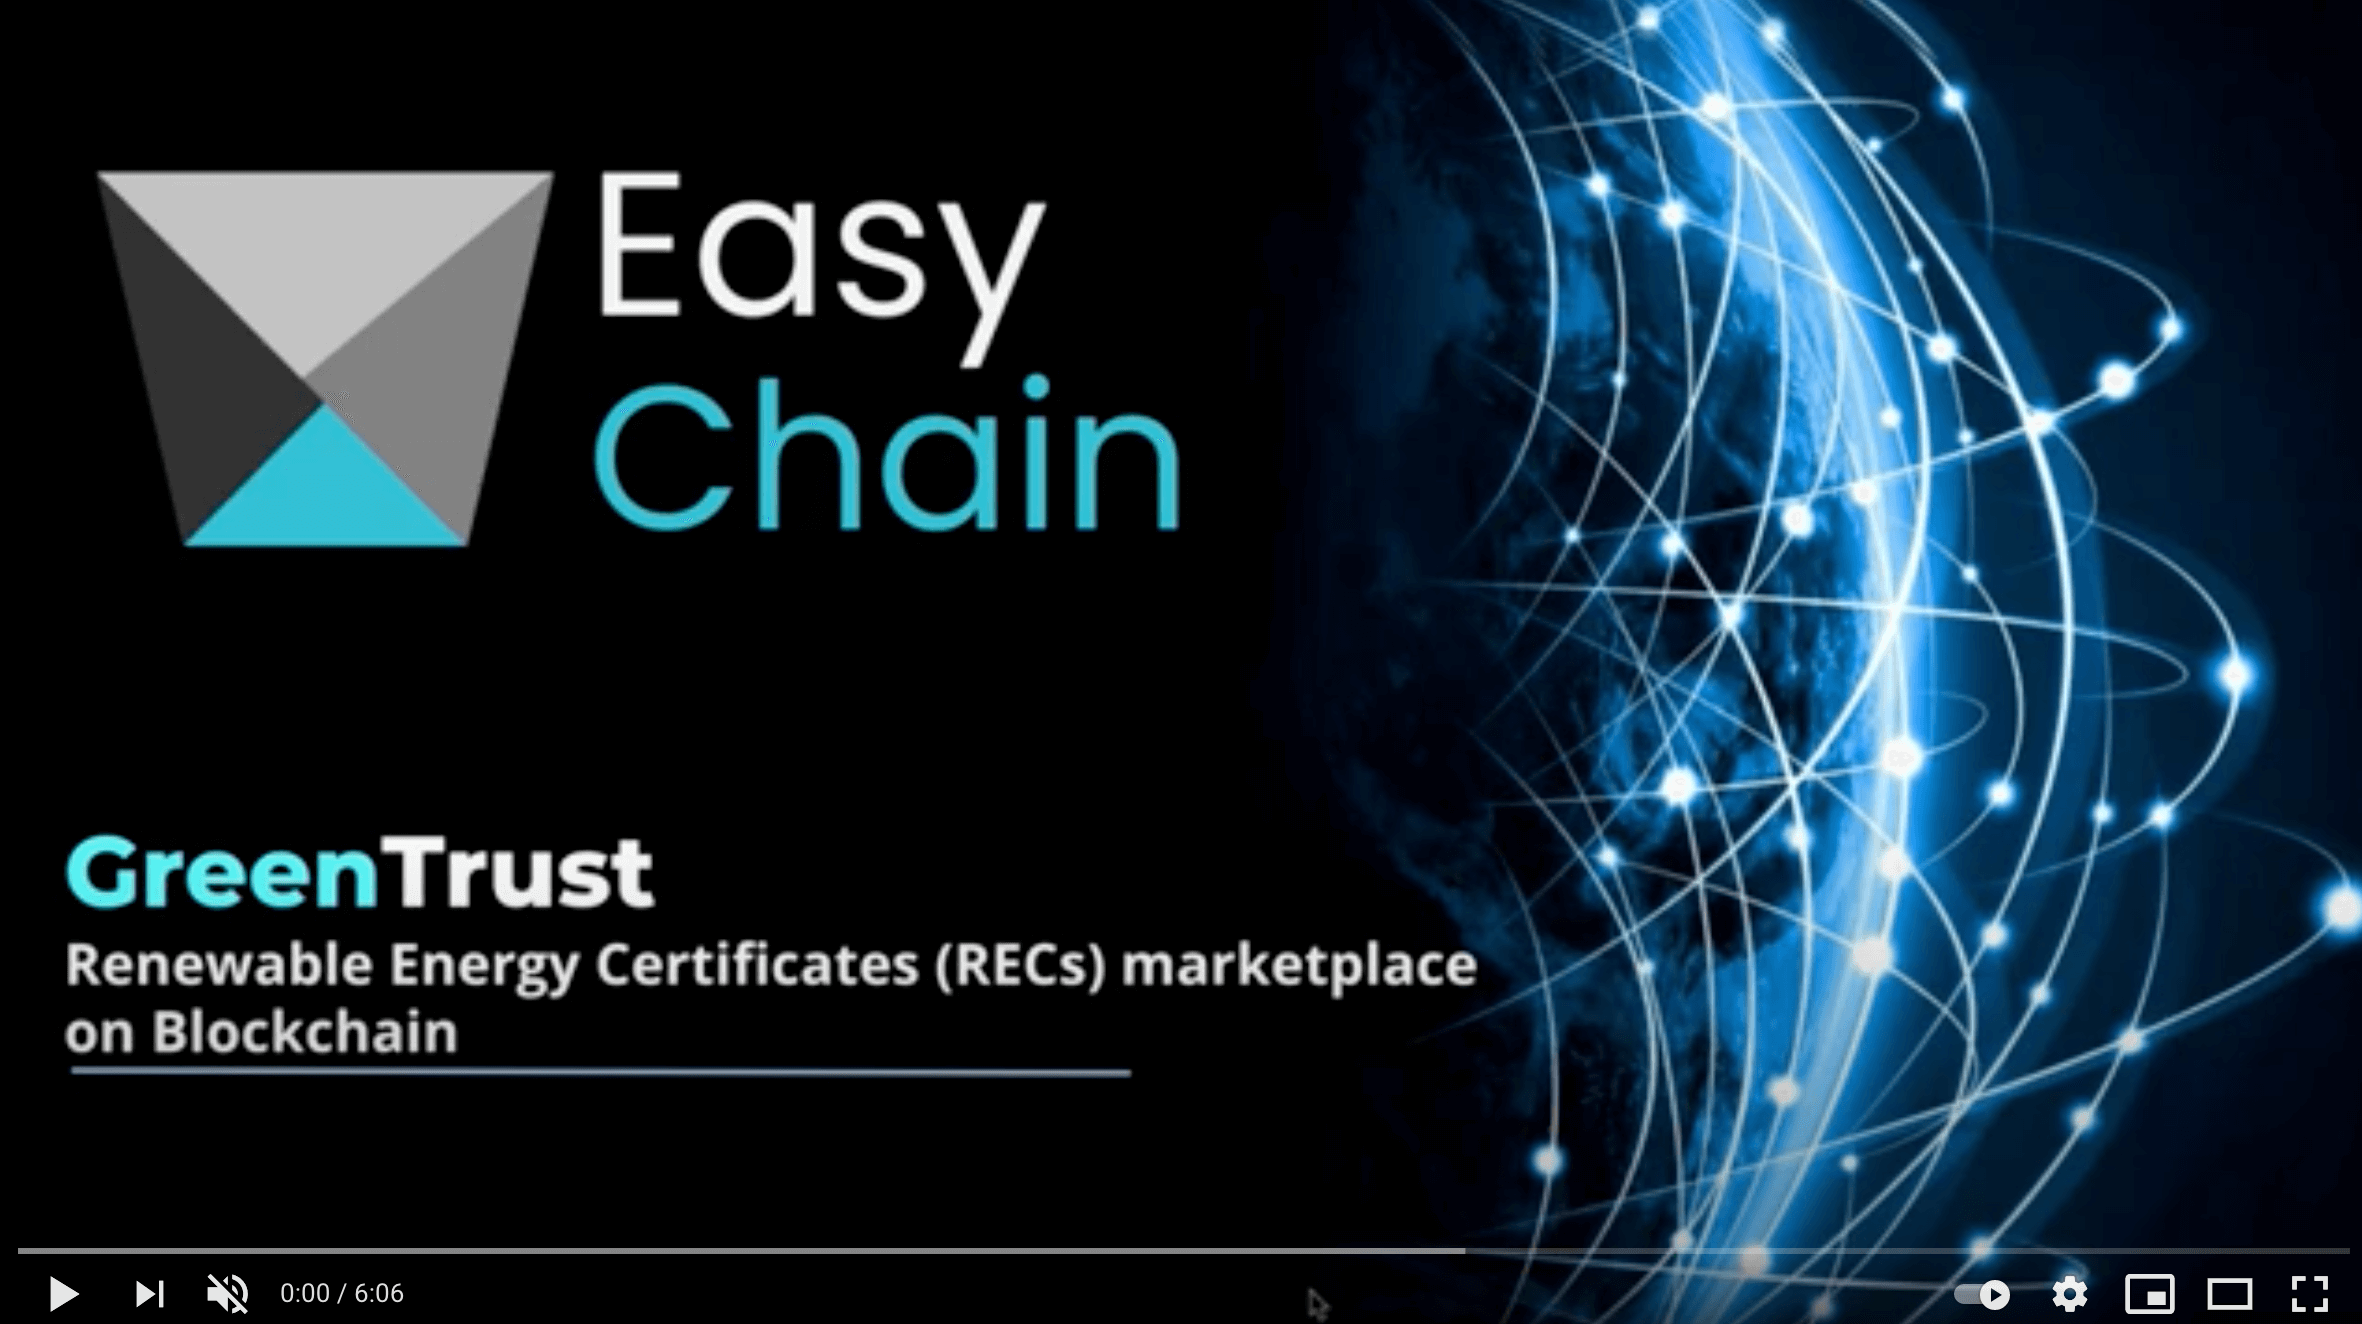 Easy
Chain
GreenTrust
Renewable Energy Certificates (RECs) marketplace
on Blockchain
0:00 / 6:06